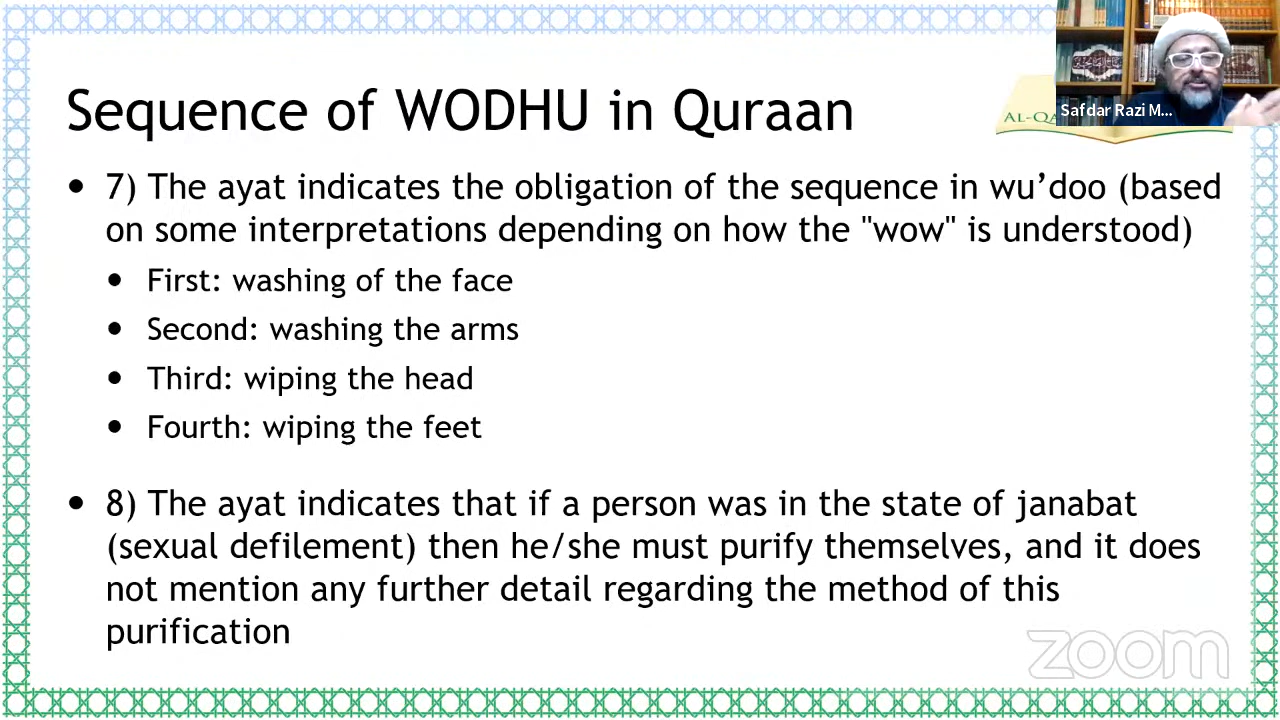 Sequence of WODHU in Quraan
• 7) The ayat indicates the obligation of the sequence in wu’doo (based
on some interpretations depending on how the "wow" is understood)
• First: washing of the face
• Second: washing the arms
• Third: wiping the head
• Fourth: wiping the feet
• 8) The ayat indicates that if a person was in the state of janabat
(sexual defilement) then he/she must purify themselves, and it does
not mention any further detail regarding the method of this
purification
Safdar Razi M...
AL-QA
zoom